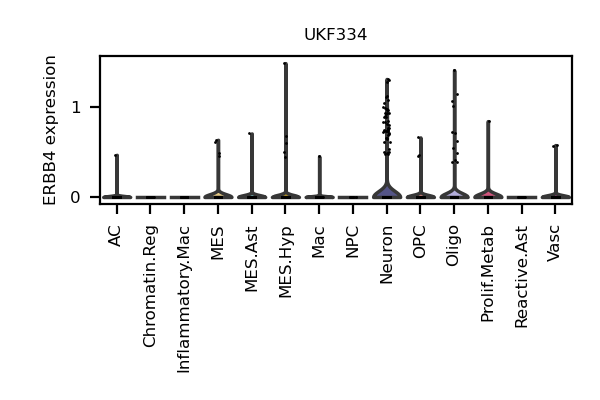 UKF334
ERBB4 expression
1
0
AC
Chromatin.Reg
Inflammatory.Mac
MES
MES.Ast
MES.Hyp
Mac
NPC
Neuron
OPC
Oligo
Prolif.Metab
Reactive.Ast
Vasc